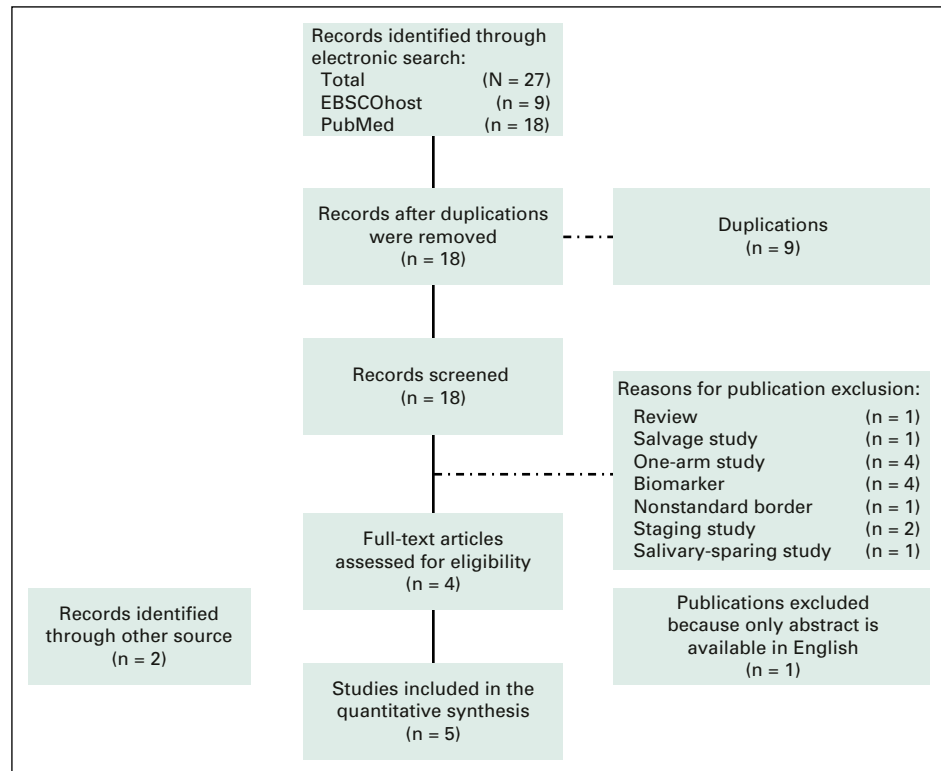 Records identified through
electronic search:
Total (N = 27)
EBSCOhost (n = 9)
PubMed (n = 18)
Records after duplications
were removed
(n = 18)
Duplications
(n = 9)
Records screened
(n = 18)
Reasons for publication exclusion:
Review (n = 1)
Salvage study (n = 1)
One-arm study (n = 4)
Biomarker (n = 4)
Nonstandard border (n = 1)
Staging study (n = 2)
Salivary-sparing study (n = 1)
Full-text articles
assessed for eligibility
(n = 4)
Records identified
through other source
(n = 2)
Publications excluded
because only abstract is
available in English
(n = 1)
Studies included in the
quantitative synthesis
(n = 5)